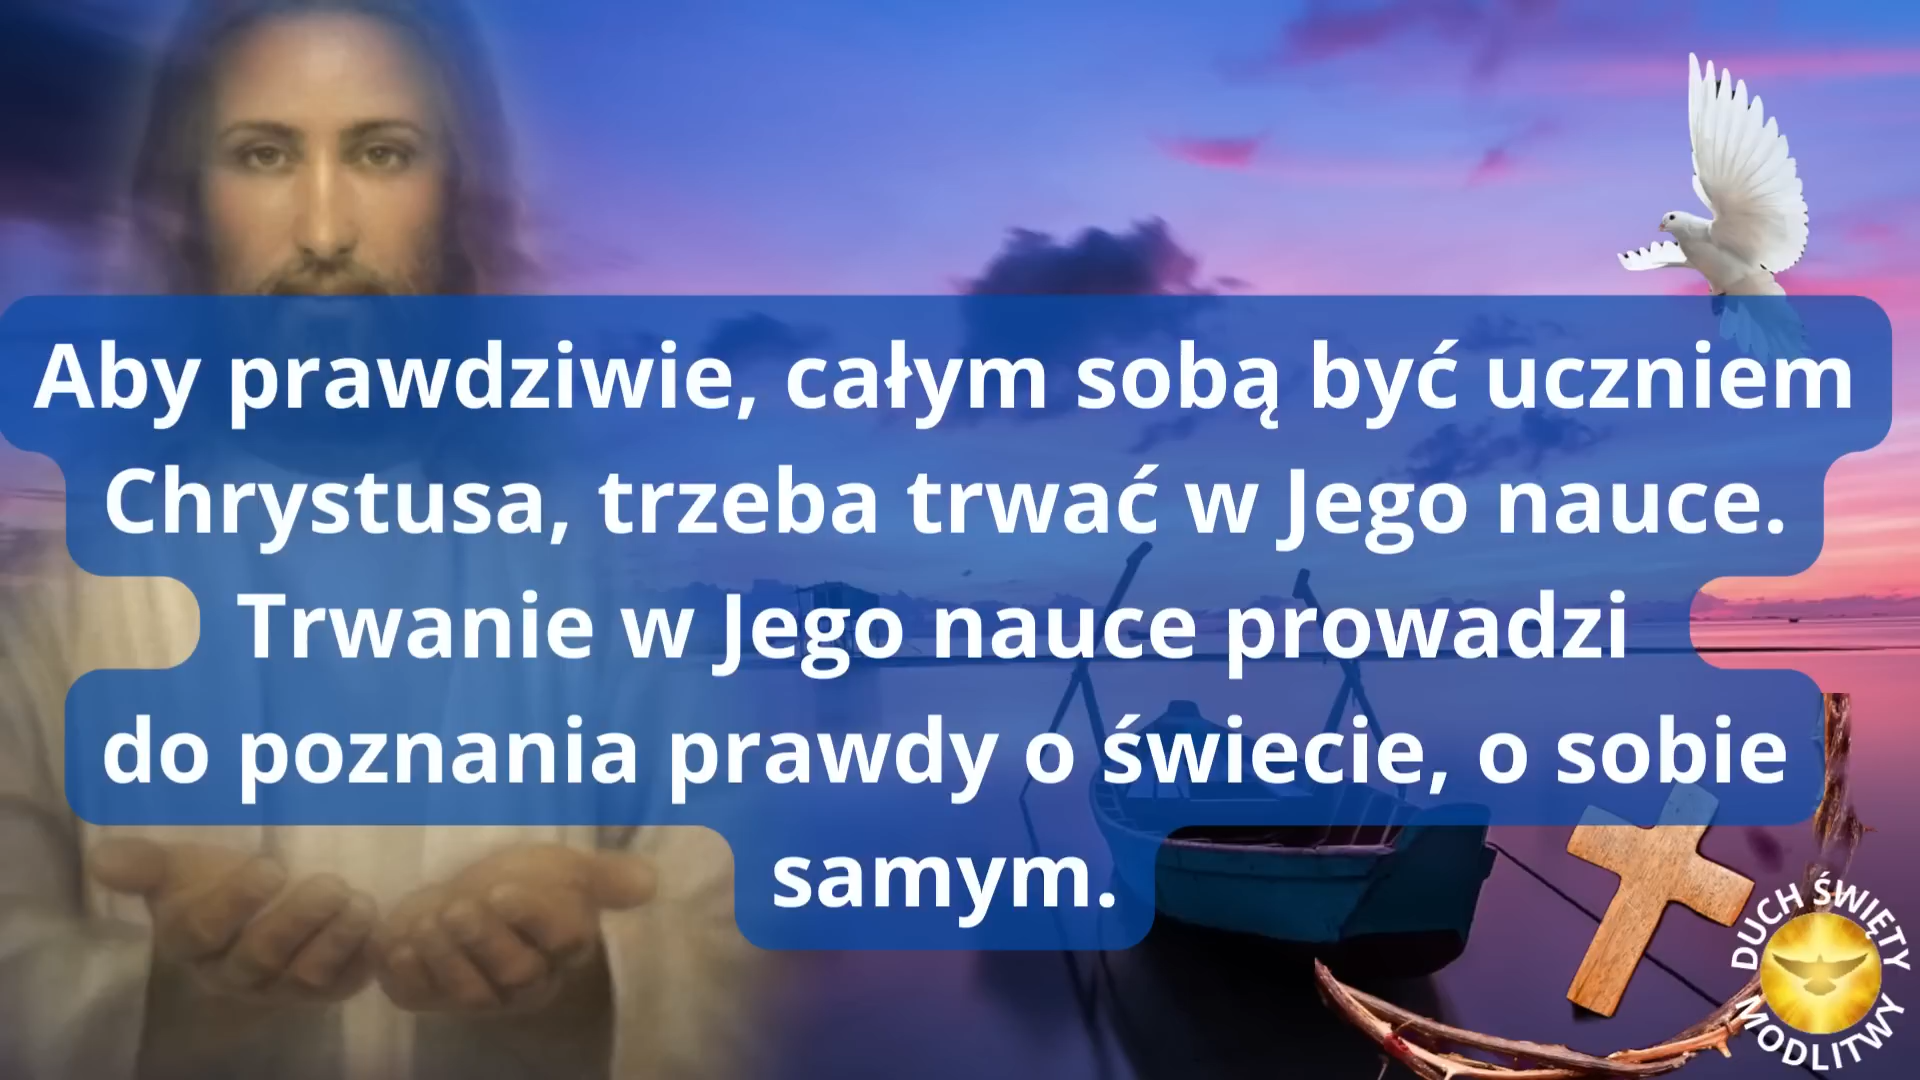 Aby prawdziwie, całym sobą być uczniem
Chrystusa, trzeba trwać w Jego nauce.
Trwanie w Jego nauce prowadzi
do poznania prawdy o świecie, o sobie
samym.
DUCH ŚWIĘTY
MODLITWY